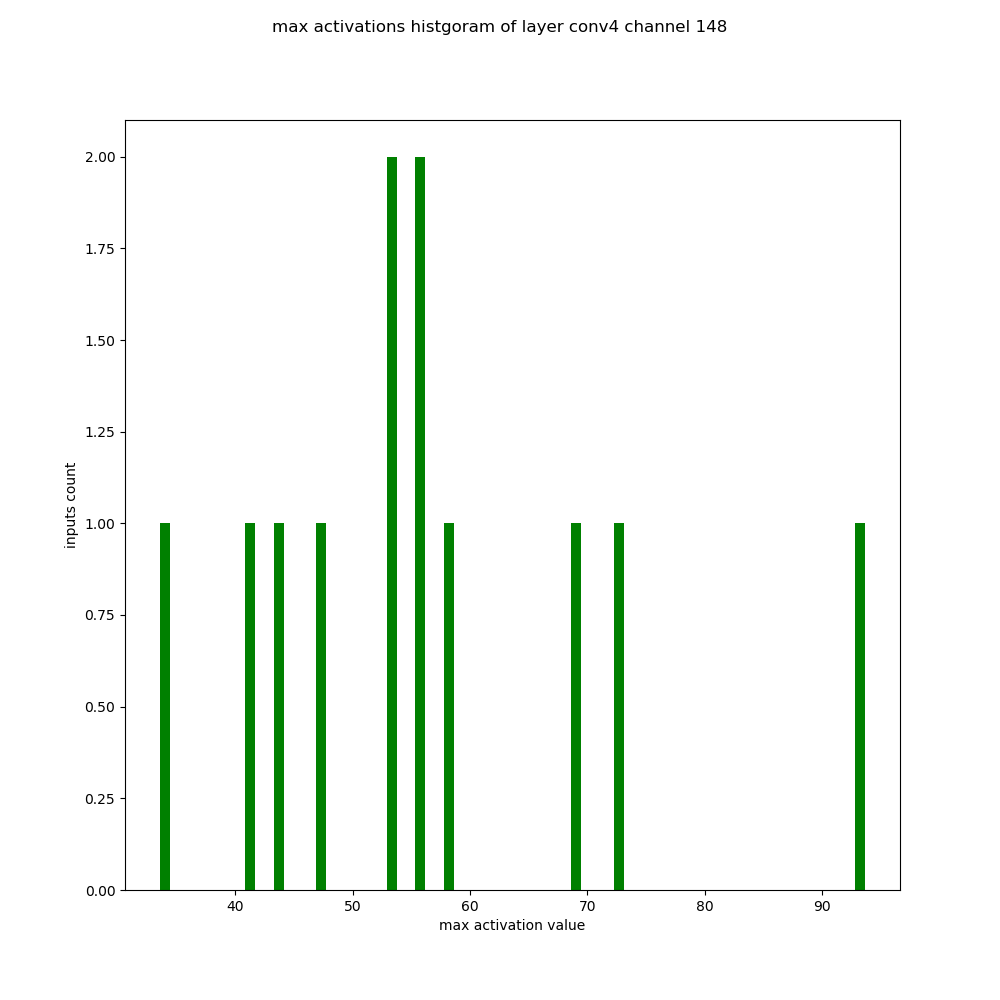 max activations histgoram of layer conv4 channel 148
2.00
1.75
1.50
1.25
1.00
0.75
0.50
0.25
0.00
inputs count
40 50 60 70 80 90
max activation value